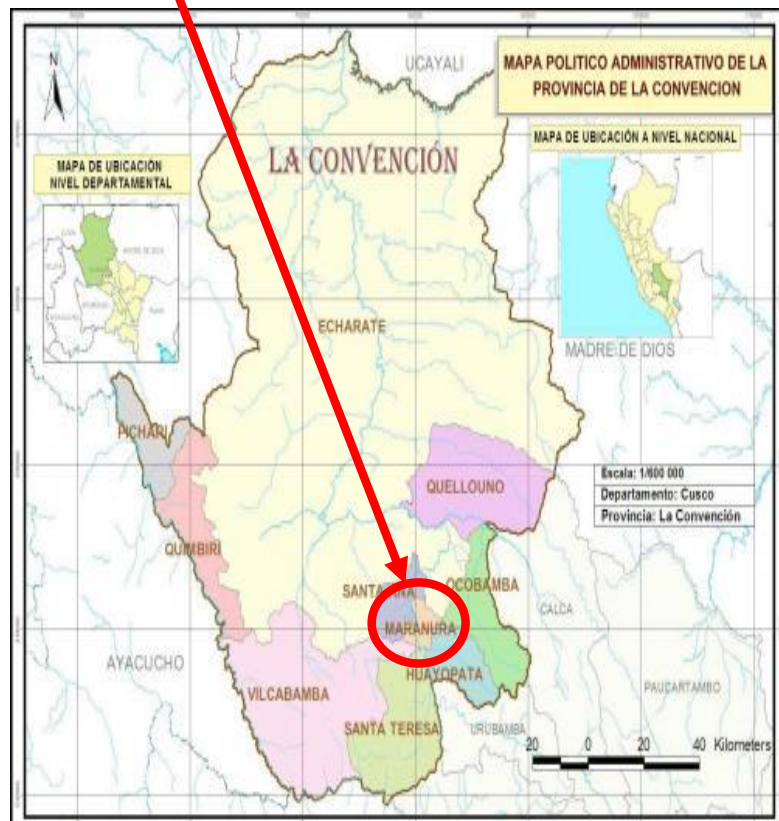 N
UCAYALI
MAPA POLITICO ADMINISTRATIVO DE LA
PROVINCIA DE LA CONVENCION
MAPA DE UBICACIÓN A NIVEL NACIONAL
MAPA DE UBICACIÓN
NIVEL DEPARTAMENTAL
LA CONVENCIÓN
ECHARATE
MADRE DE DIOS
PICHARI
QUELLOUNO
Escala: 1/600 000
Departamento: Cusco
Provincia: La Convención
QUIMBIRI
SANTA ANA
OCOBAMBA
CALCA
MARANURA
AYACUCHO
HUAYOPATA
VILCABAMBA
PAUCARTAMBO
SANTA TERESA
URUBAMBA
20 0 20 40 Kilometers